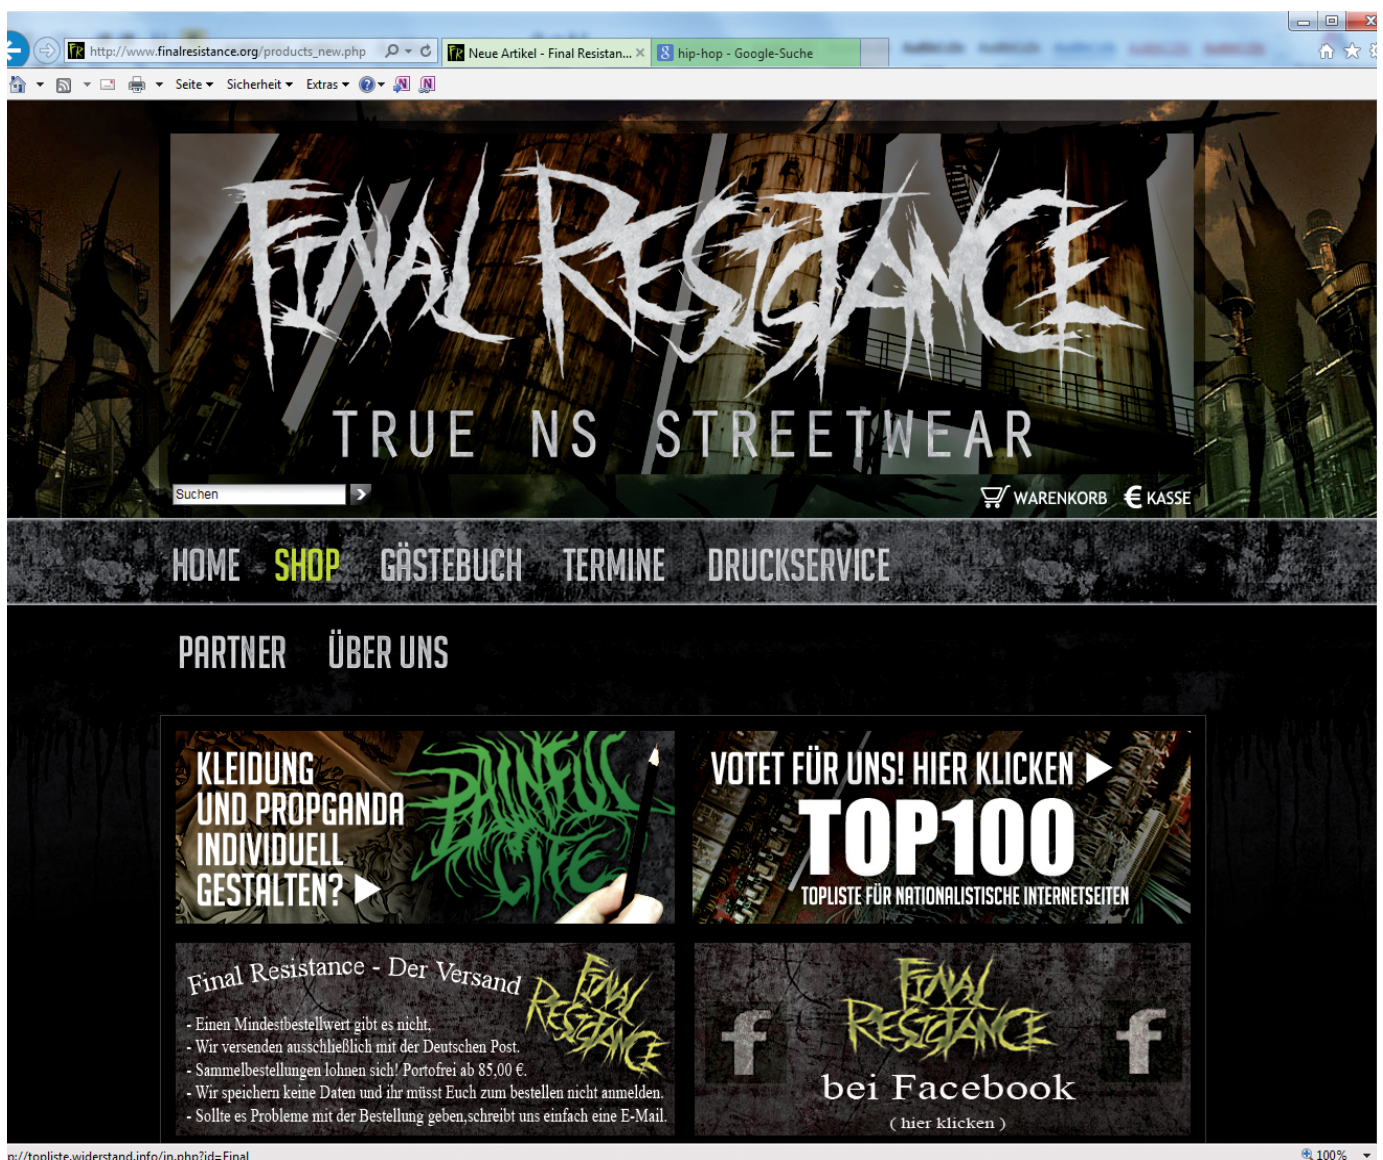 http://www.finalresistance.org/products_new.php
Neue Artikel - Final Resistan...
hip-hop - Google-Suche
Seite
Sicherheit
Extras
FINAL RESISTANCE
TRUE NS STREETWEAR
Suchen
WARENKORB
€ KASSE
HOME
SHOP
GÄSTEBUCH
TERMINE
DRUCKSERVICE
PARTNER
ÜBER UNS
KLEIDUNG
UND PROPGANDA
INDIVIDUELL
GESTALTEN?
PAINFUL
LIFE
VOTET FÜR UNS! HIER KLICKEN
TOP100
TOPLISTE FÜR NATIONALISTISCHE INTERNETSEITEN
Final Resistance - Der Versand
FINAL
RESISTANCE
- Einen Mindestbestellwert gibt es nicht.
- Wir versenden ausschließlich mit der Deutschen Post.
- Sammelbestellungen lohnen sich! Portofrei ab 85,00 €.
- Wir speichern keine Daten und ihr müsst Euch zum bestellen nicht anmelden.
- Sollte es Probleme mit der Bestellung geben,schreibt uns einfach eine E-Mail.
f
FINAL
RESISTANCE
f
bei Facebook
( hier klicken )
p://topliste.widerstand.info/in.php?id=Final
100%